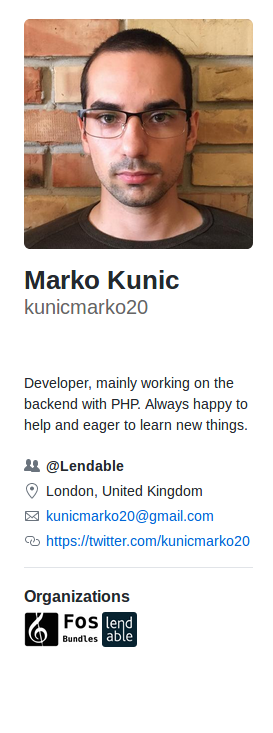 Marko Kunic
kunicmarko20
Developer, mainly working on the
backend with PHP. Always happy to
help and eager to learn new things.
@Lendable
London, United Kingdom
kunicmarko20@gmail.com
https://twitter.com/kunicmarko20
Organizations
Fos
Bundles
lend
able